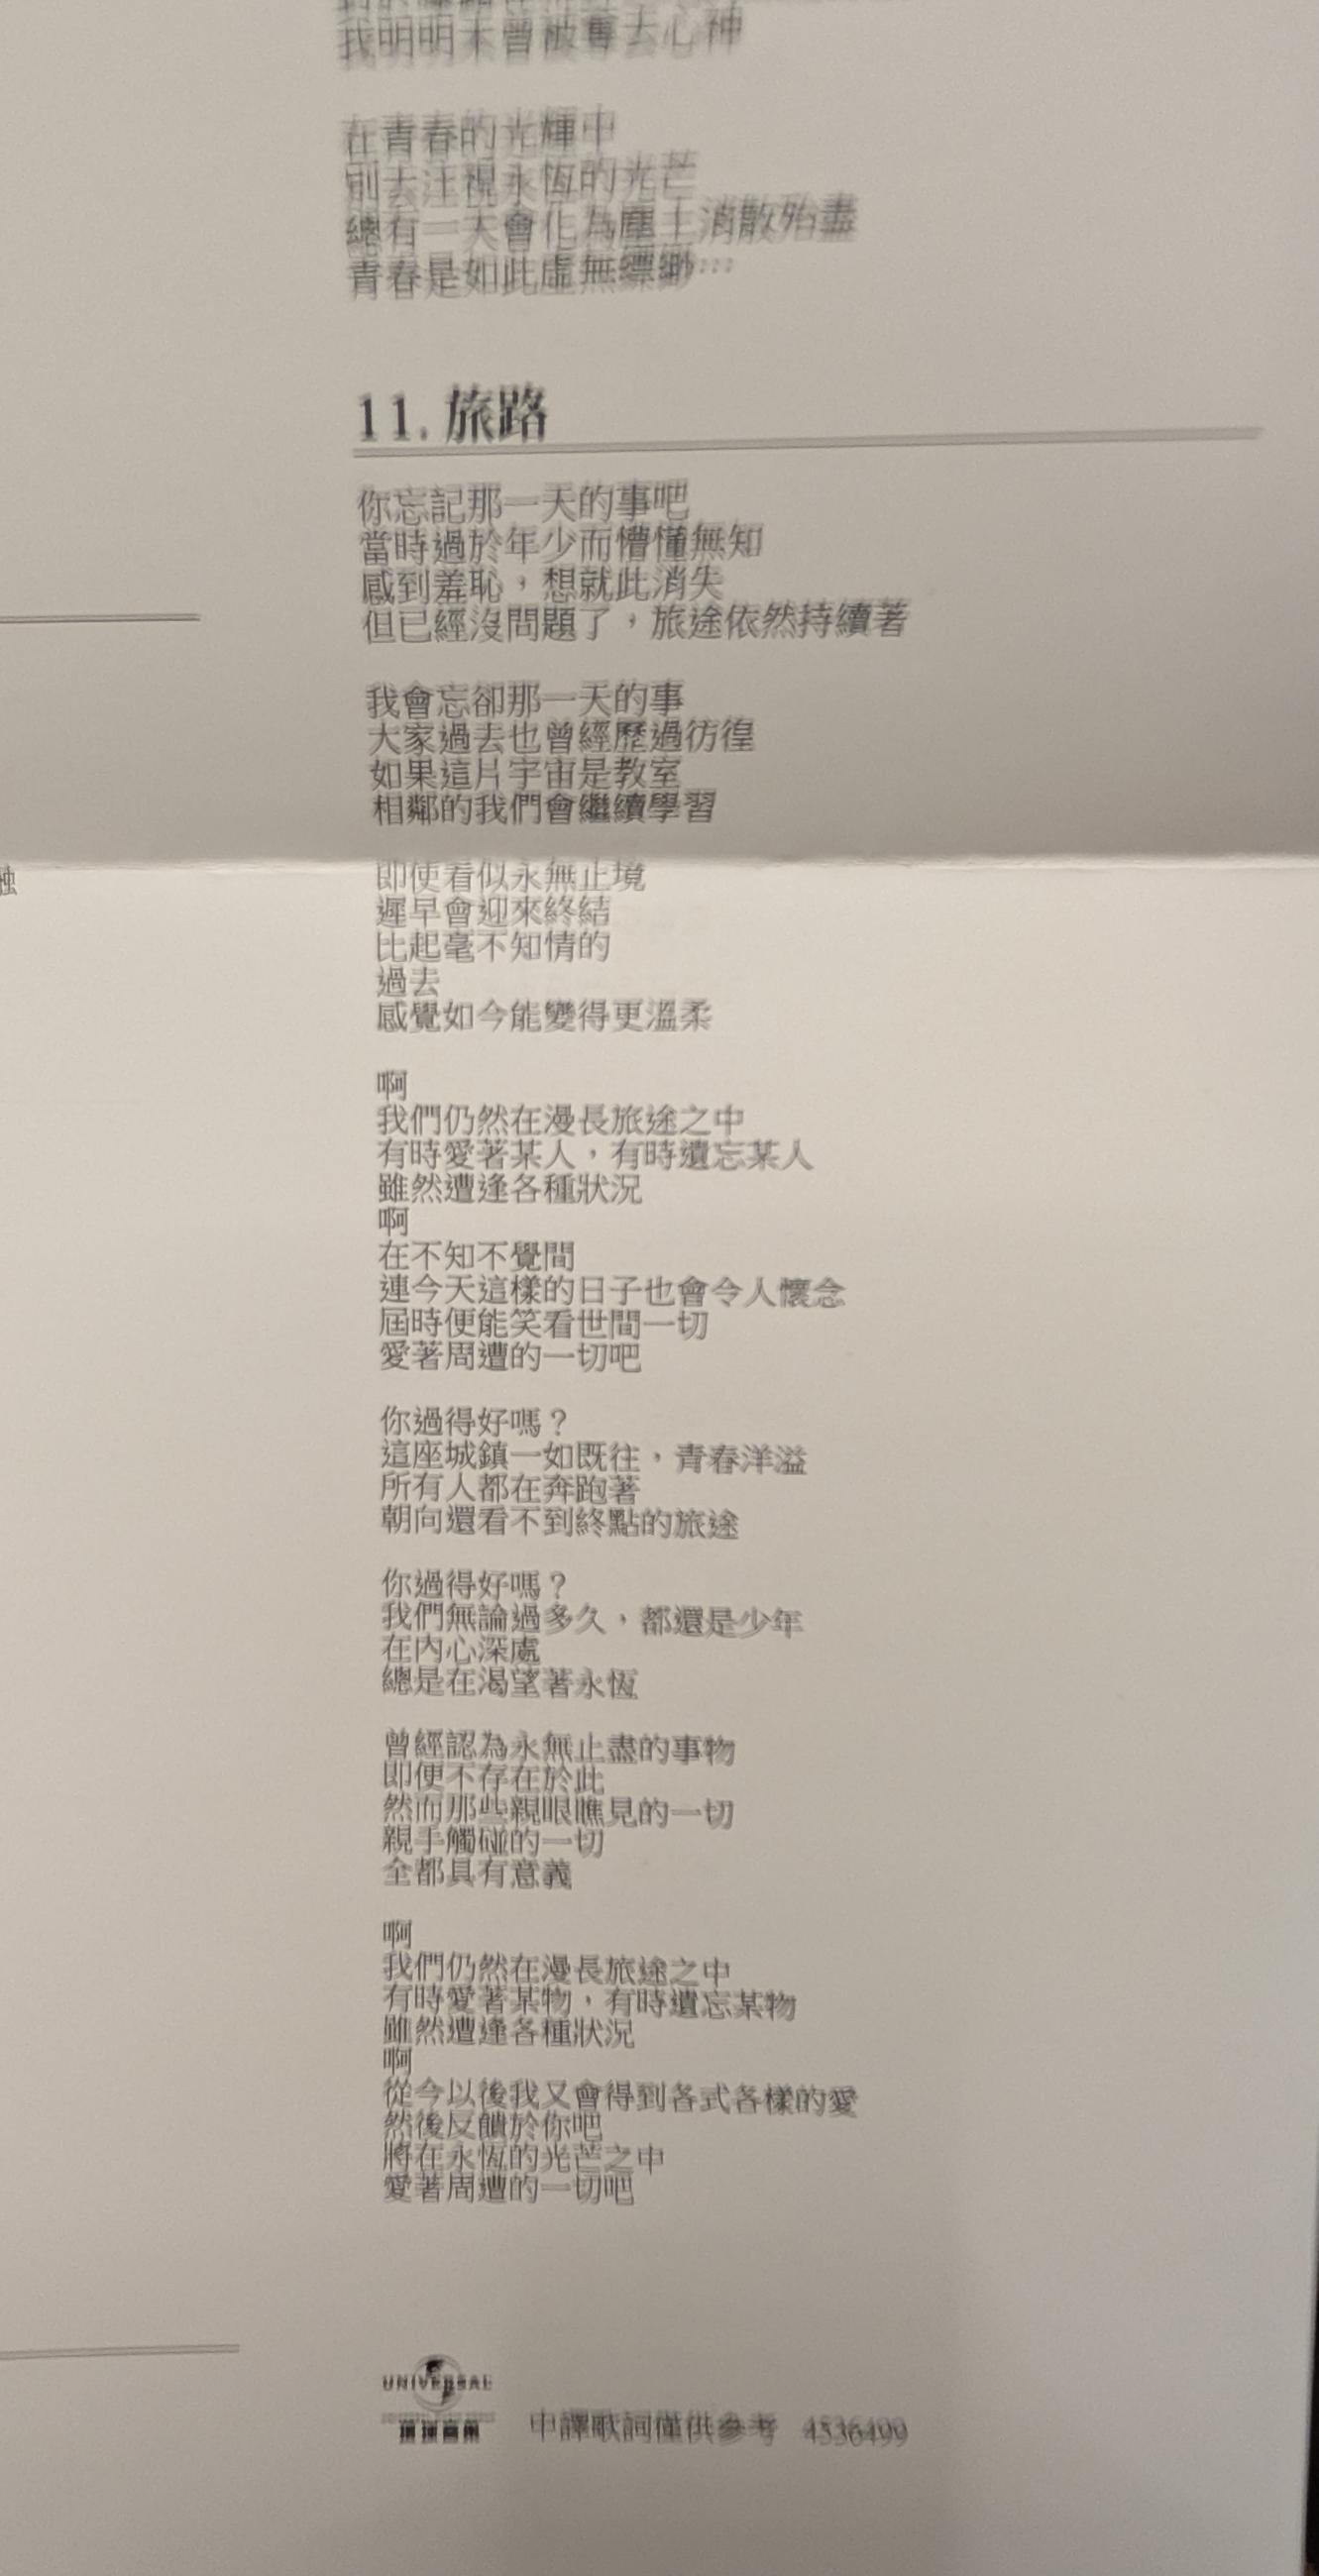 我明明未曾被奪去心神
在青春的光輝中
別去注視永恆的光芒
總有一天會化為塵土消散殆盡
青春是如此虛無縹緲⋯
11. 旅路
你忘記那一天的事吧
當時過於年少而懵懂無知
感到羞恥，想就此消失
但已經沒問題了，旅途依然持續著
我會忘卻那一天的事
大家過去也曾經歷過彷徨
如果這片宇宙是教室
相鄰的我們會繼續學習
即使看似永無止境
遲早會迎來終結
比起毫不知情的
過去
感覺如今能變得更溫柔
啊
我們仍然在漫長旅途之中
有時愛著某人，有時遺忘某人
雖然遭逢各種狀況
啊
在不知不覺間
連今天這樣的日子也會令人懷念
屆時便能笑看世間一切
愛著周遭的一切吧
你過得好嗎？
這座城鎮一如既往，青春洋溢
所有人都在奔跑著
朝向還看不到終點的旅途
你過得好嗎？
我們無論過多久，都還是少年
在內心深處
總是在渴望著永恆
曾經認為永無止盡的事物
即便不存在於此
然而那些親眼瞧見的一切
親手觸碰的一切
全都具有意義
啊
我們仍然在漫長旅途之中
有時愛著某物，有時遺忘某物
雖然遭逢各種狀況
啊
從今以後我又會得到各式各樣的愛
然後反饋於你吧
將在永恆的光芒之中
愛著周遭的一切吧
UNIVERSAL
環球音樂
中譯歌詞僅供參考 4536499